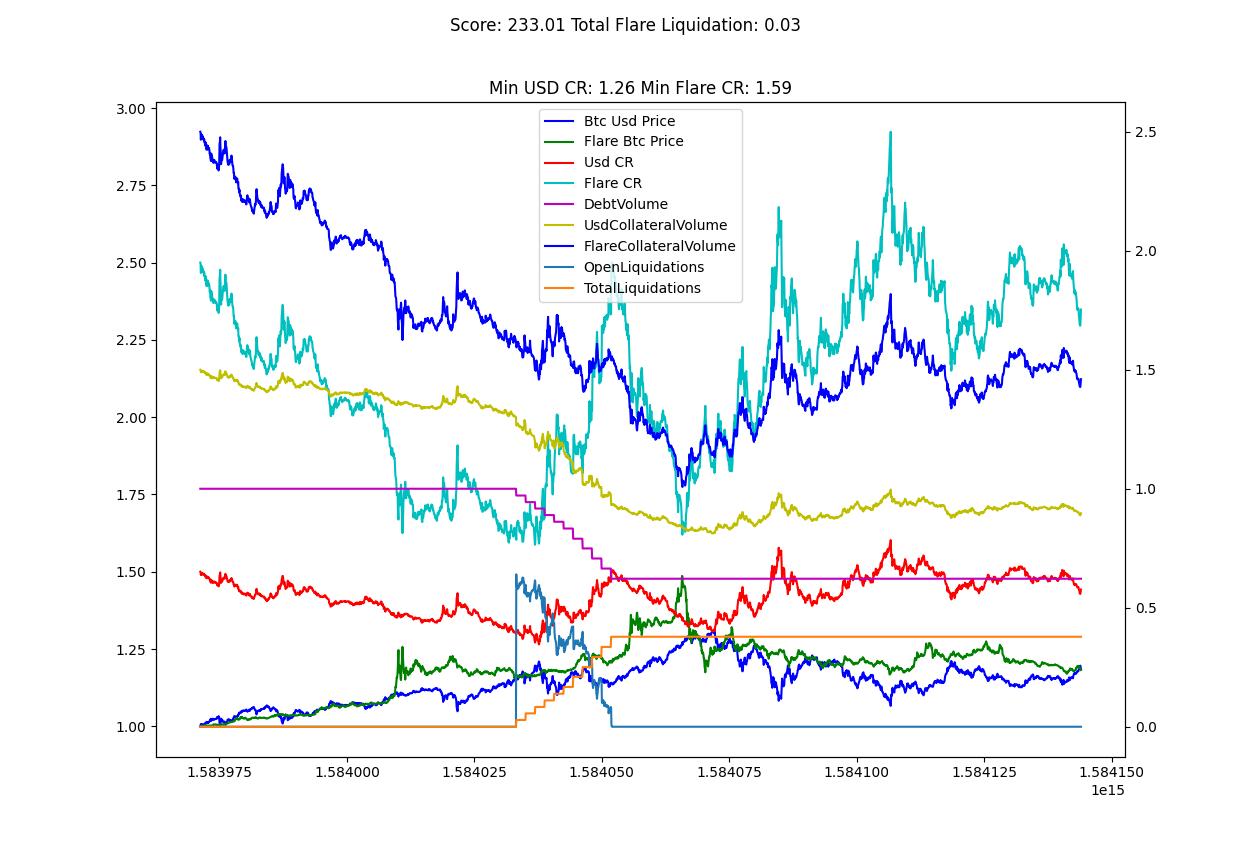 Score: 233.01 Total Flare Liquidation: 0.03
Min USD CR: 1.26 Min Flare CR: 1.59
3.00
2.75
2.50
2.25
2.00
1.75
1.50
1.25
1.00
Btc Usd Price
Flare Btc Price
Usd CR
Flare CR
DebtVolume
UsdCollateralVolume
FlareCollateralVolume
OpenLiquidations
TotalLiquidations
2.5
2.0
1.5
1.0
0.5
0.0
1.583975 1.584000 1.584025 1.584050 1.584075 1.584100 1.584125 1.584150
1e15